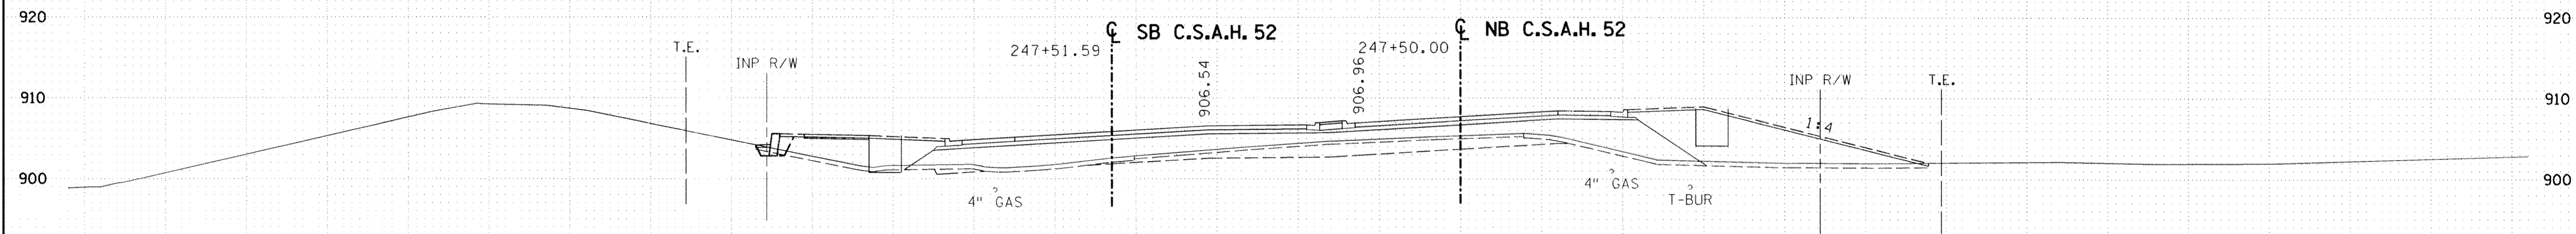 920
920
℄ SB C.S.A.H. 52
℄ NB C.S.A.H. 52
T.E.
247+51.59
247+50.00
INP R/W
906.54
906.96
INP R/W
T.E.
910
910
1:4
900
900
4" GAS
4" GAS
T-BUR